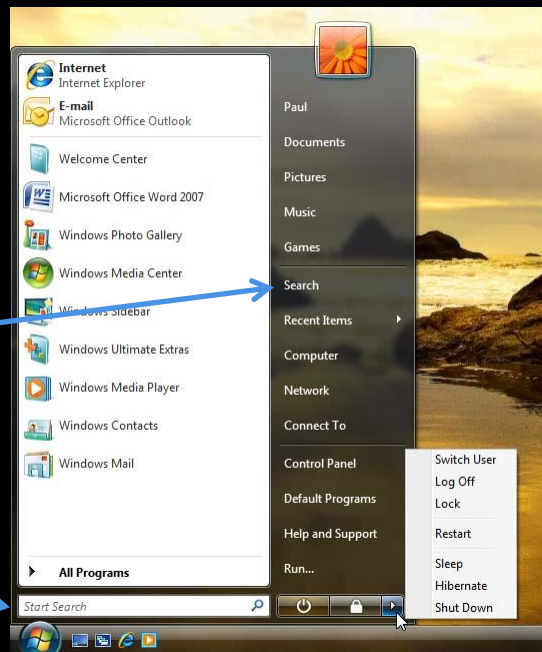 Internet
Internet Explorer
E-mail
Microsoft Office Outlook
Welcome Center
Microsoft Office Word 2007
Windows Photo Gallery
Windows Media Center
Windows Sidebar
Windows Ultimate Extras
Windows Media Player
Windows Contacts
Windows Mail
All Programs
Start Search
Paul
Documents
Pictures
Music
Games
Search
Recent Items
Computer
Network
Connect To
Control Panel
Default Programs
Help and Support
Run...
Switch User
Log Off
Lock
Restart
Sleep
Hibernate
Shut Down